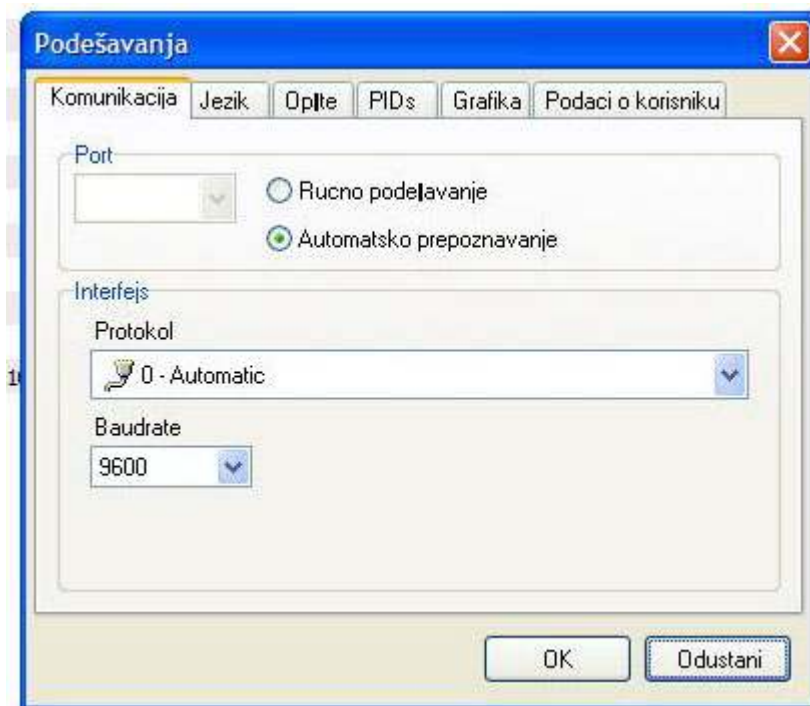 Podešavanja
Komunikacija Jezik Oplte PIDs Grafika Podaci o korisniku
Port
Rucno podelavanje
Automatsko prepoznavanje
Interfejs
Protokol
0 - Automatic
Baudrate
9600
OK Odustani